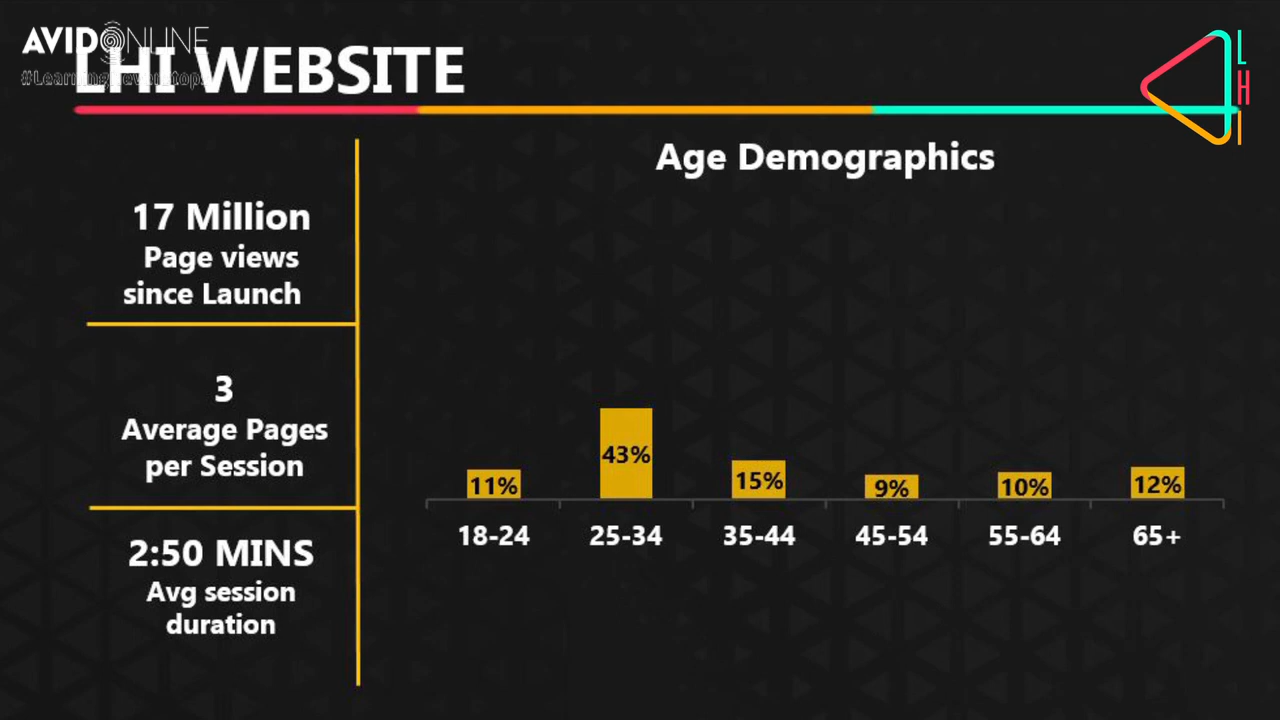 AVIDONLINE
LHI WEBSITE
L
H
I
Age Demographics
17 Million
Page views
since Launch
3
Average Pages
per Session
2:50 MINS
Avg session
duration
11% 43% 15% 9% 10% 12%
18-24 25-34 35-44 45-54 55-64 65+